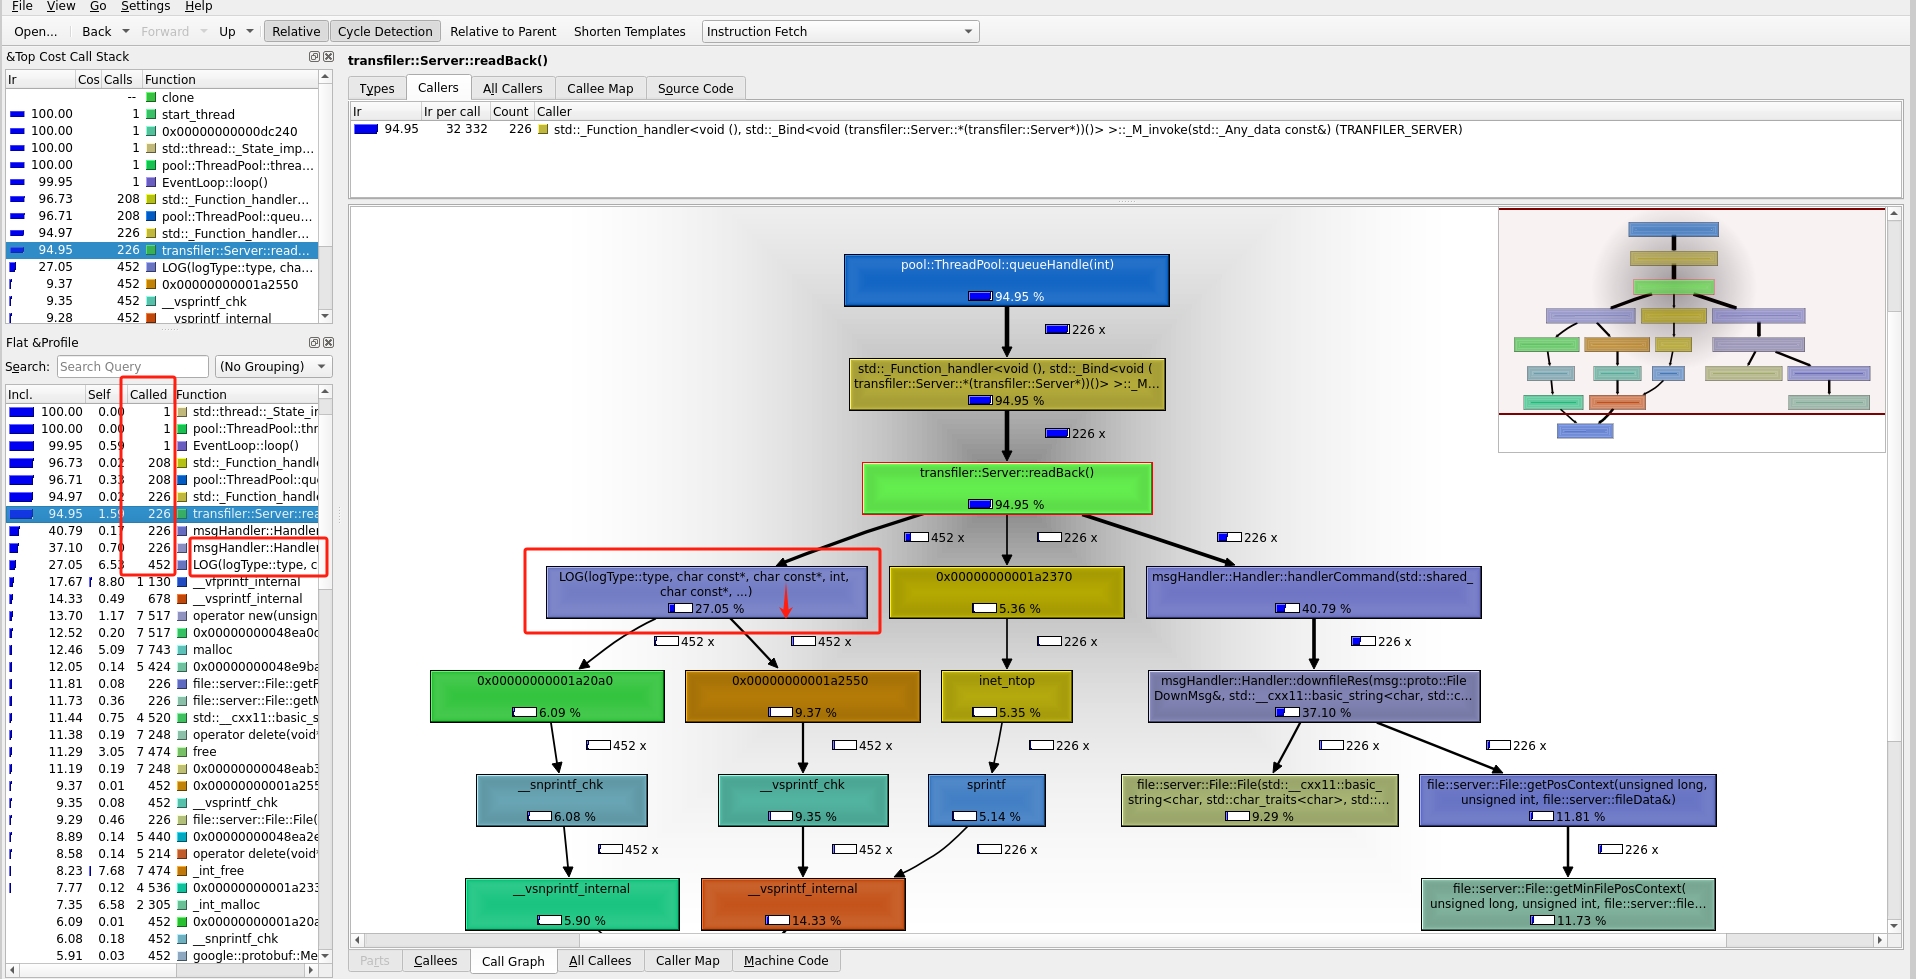 File View Go Settings Help
Open... Back Forward Up Relative Cycle Detection Relative to Parent Shorten Templates Instruction Fetch
&Top Cost Call Stack
Ir Cos Calls Function
-- clone
100.00 1 start_thread
100.00 1 0x00000000000dc240
100.00 1 std::thread::_State_imp...
100.00 1 pool::ThreadPool::threa...
99.95 1 EventLoop::loop()
96.73 208 std::_Function_handler...
96.71 208 pool::ThreadPool::queu...
94.97 226 std::_Function_handler...
94.95 226 transfiler::Server::read...
27.05 452 LOG(logType::type, cha...
9.37 452 0x00000000001a2550
9.35 452 __vsprintf_chk
9.28 452 __vsprintf_internal
Flat &Profile
Search: Search Query (No Grouping)
Incl. Self Called Function
100.00 0.00 1 std::thread::_State_ir
100.00 0.00 1 pool::ThreadPool::thr
99.95 0.59 1 EventLoop::loop()
96.73 0.02 208 std::_Function_handle
96.71 0.33 208 pool::ThreadPool::que
94.97 0.02 226 std::_Function_handle
94.95 1.59 226 transfiler::Server::rea
40.79 0.17 226 msgHandler::Handler
37.10 0.70 226 msgHandler::Handler
27.05 6.53 452 LOG(logType::type, c
17.67 8.80 1 130 __vfprintf_internal
14.33 0.49 678 __vsprintf_internal
13.70 1.17 7 517 operator new(unsign
12.52 0.20 7 517 0x00000000048ea0c
12.46 5.09 7 743 malloc
12.05 0.14 5 424 0x00000000048e9ba
11.81 0.08 226 file::server::File::getP
11.73 0.36 226 file::server::File::getM
11.44 0.75 4 520 std::__cxx11::basic_s
11.38 0.19 7 248 operator delete(void*
11.29 3.05 7 474 free
11.19 0.19 7 248 0x00000000048eab3
9.37 0.01 452 0x00000000001a255
9.35 0.08 452 __vsprintf_chk
9.29 0.46 226 file::server::File::File(
8.89 0.14 5 440 0x00000000048ea2e
8.58 0.14 5 214 operator delete(void*
8.23 7.68 7 474 _int_free
7.77 0.12 4 536 0x00000000001a233
7.35 6.58 2 305 _int_malloc
6.09 0.01 452 0x00000000001a20a
6.08 0.18 452 __snprintf_chk
5.91 0.03 452 google::protobuf::Me
transfiler::Server::readBack()
Types Callers All Callers Callee Map Source Code
Ir Ir per call Count Caller
94.95 32 332 226 std::_Function_handler<void (), std::_Bind<void (transfiler::Server::*(transfiler::Server*))()> >::_M_invoke(std::_Any_data const&) (TRANFILER_SERVER)
pool::ThreadPool::queueHandle(int)
94.95 %
226 x
std::_Function_handler<void (), std::_Bind<void (
transfiler::Server::*(transfiler::Server*))()> >::_M...
94.95 %
226 x
transfiler::Server::readBack()
94.95 %
452 x 226 x 226 x
LOG(logType::type, char const*, char const*, int,
char const*, ...)
27.05 %
0x00000000001a2370
5.36 %
msgHandler::Handler::handlerCommand(std::shared_
40.79 %
452 x 452 x 226 x 226 x
0x00000000001a20a0
6.09 %
0x00000000001a2550
9.37 %
inet_ntop
5.35 %
msgHandler::Handler::downfileRes(msg::proto::File
DownMsg&, std::__cxx11::basic_string<char, std::c...
37.10 %
452 x 452 x 226 x 226 x 226 x
__snprintf_chk
6.08 %
__vsprintf_chk
9.35 %
sprintf
5.14 %
file::server::File::File(std::__cxx11::basic_
string<char, std::char_traits<char>, std::...
9.29 %
file::server::File::getPosContext(unsigned long,
unsigned int, file::server::fileData&)
11.81 %
452 x 452 x 226 x 226 x
__vsnprintf_internal
5.90 %
__vsprintf_internal
14.33 %
file::server::File::getMinFilePosContext(
unsigned long, unsigned int, file::server::file...
11.73 %
Parts Callees Call Graph All Callees Caller Map Machine Code